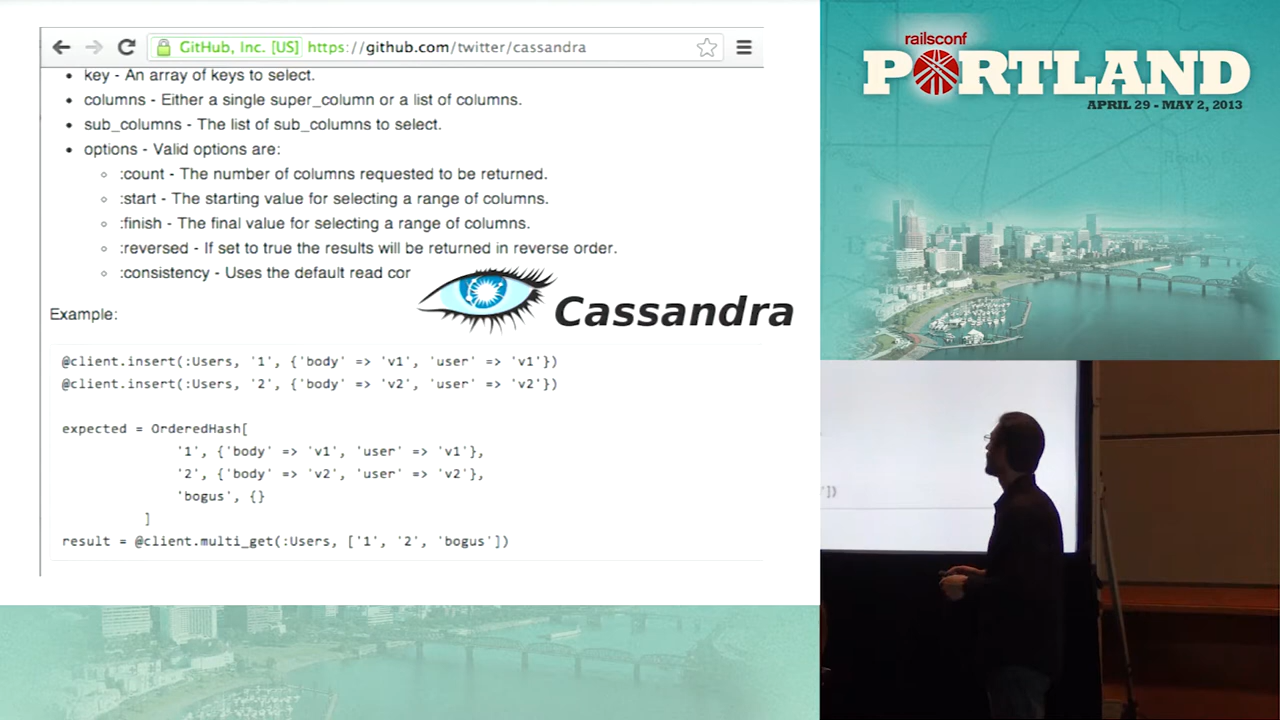 GitHub, Inc. [US] https://github.com/twitter/cassandra
key - An array of keys to select.
columns - Either a single super_column or a list of columns.
sub_columns - The list of sub_columns to select.
options - Valid options are:
:count - The number of columns requested to be returned.
:start - The starting value for selecting a range of columns.
:finish - The final value for selecting a range of columns.
:reversed - If set to true the results will be returned in reverse order.
:consistency - Uses the default read cor
Cassandra
Example:
@client.insert(:Users, '1', {'body' => 'v1', 'user' => 'v1'})
@client.insert(:Users, '2', {'body' => 'v2', 'user' => 'v2'})
expected = OrderedHash[
'1', {'body' => 'v1', 'user' => 'v1'},
'2', {'body' => 'v2', 'user' => 'v2'},
'bogus', {}
]
result = @client.multi_get(:Users, ['1', '2', 'bogus'])
railsconf
PORTLAND
APRIL 29 - MAY 2, 2013
'])